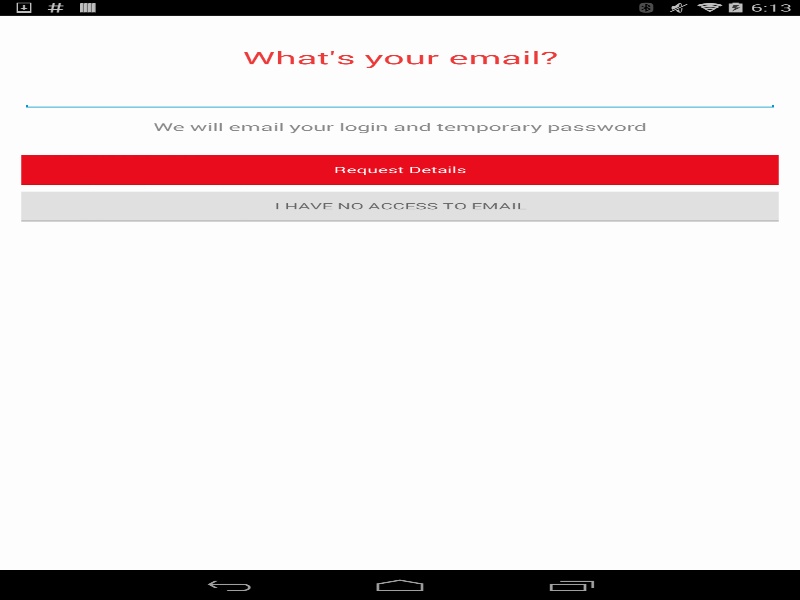 6:13
What's your email?
We will email your login and temporary password
Request Details
I HAVE NO ACCESS TO EMAIL